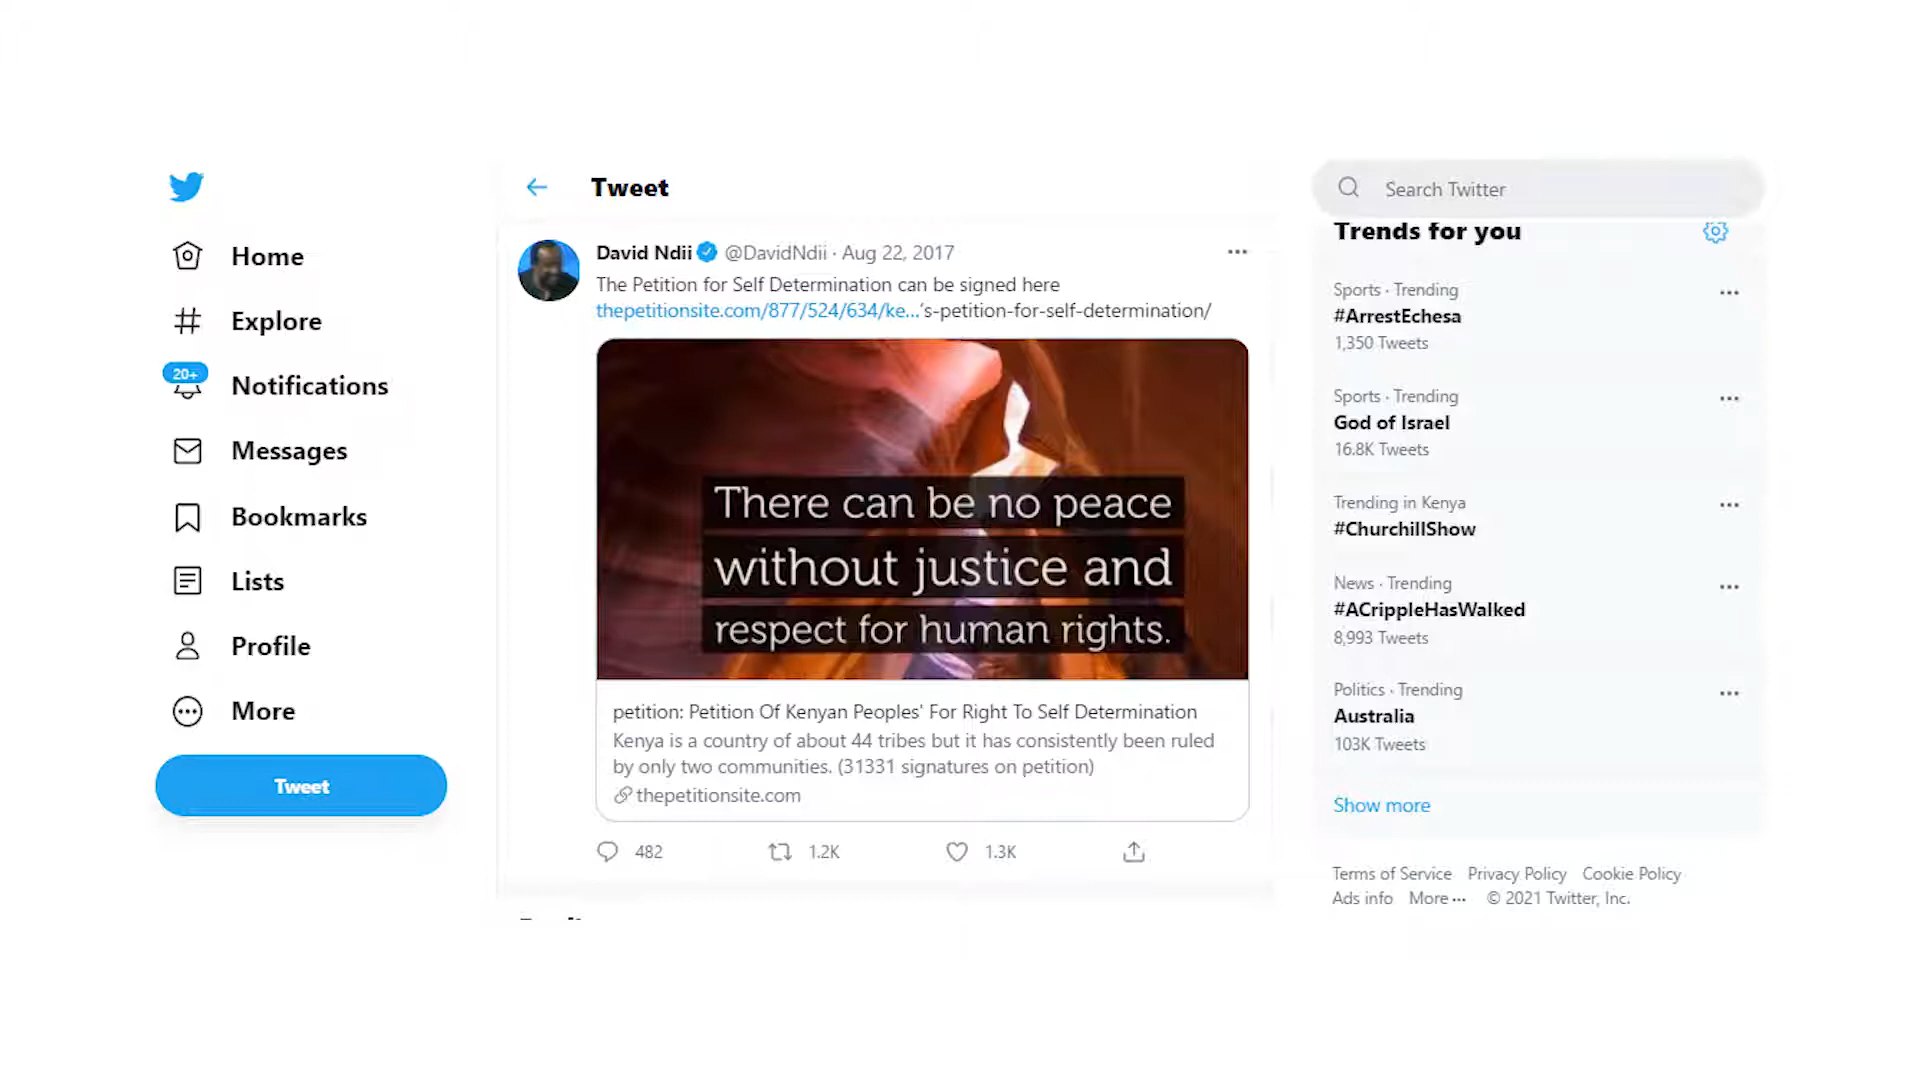 Home
Explore
20+
Notifications
Messages
Bookmarks
Lists
Profile
More
Tweet
Tweet
David Ndii @DavidNdii · Aug 22, 2017
The Petition for Self Determination can be signed here
thepetitionsite.com/877/524/634/ke...’s-petition-for-self-determination/
There can be no peace
without justice and
respect for human rights.
petition: Petition Of Kenyan Peoples' For Right To Self Determination
Kenya is a country of about 44 tribes but it has consistently been ruled
by only two communities. (31331 signatures on petition)
thepetitionsite.com
482 1.2K 1.3K
Search Twitter
Trends for you
Sports · Trending
#ArrestEchesa
1,350 Tweets
Sports · Trending
God of Israel
16.8K Tweets
Trending in Kenya
#ChurchillShow
News · Trending
#ACrippleHasWalked
8,993 Tweets
Politics · Trending
Australia
103K Tweets
Show more
Terms of Service Privacy Policy Cookie Policy
Ads info More ··· © 2021 Twitter, Inc.